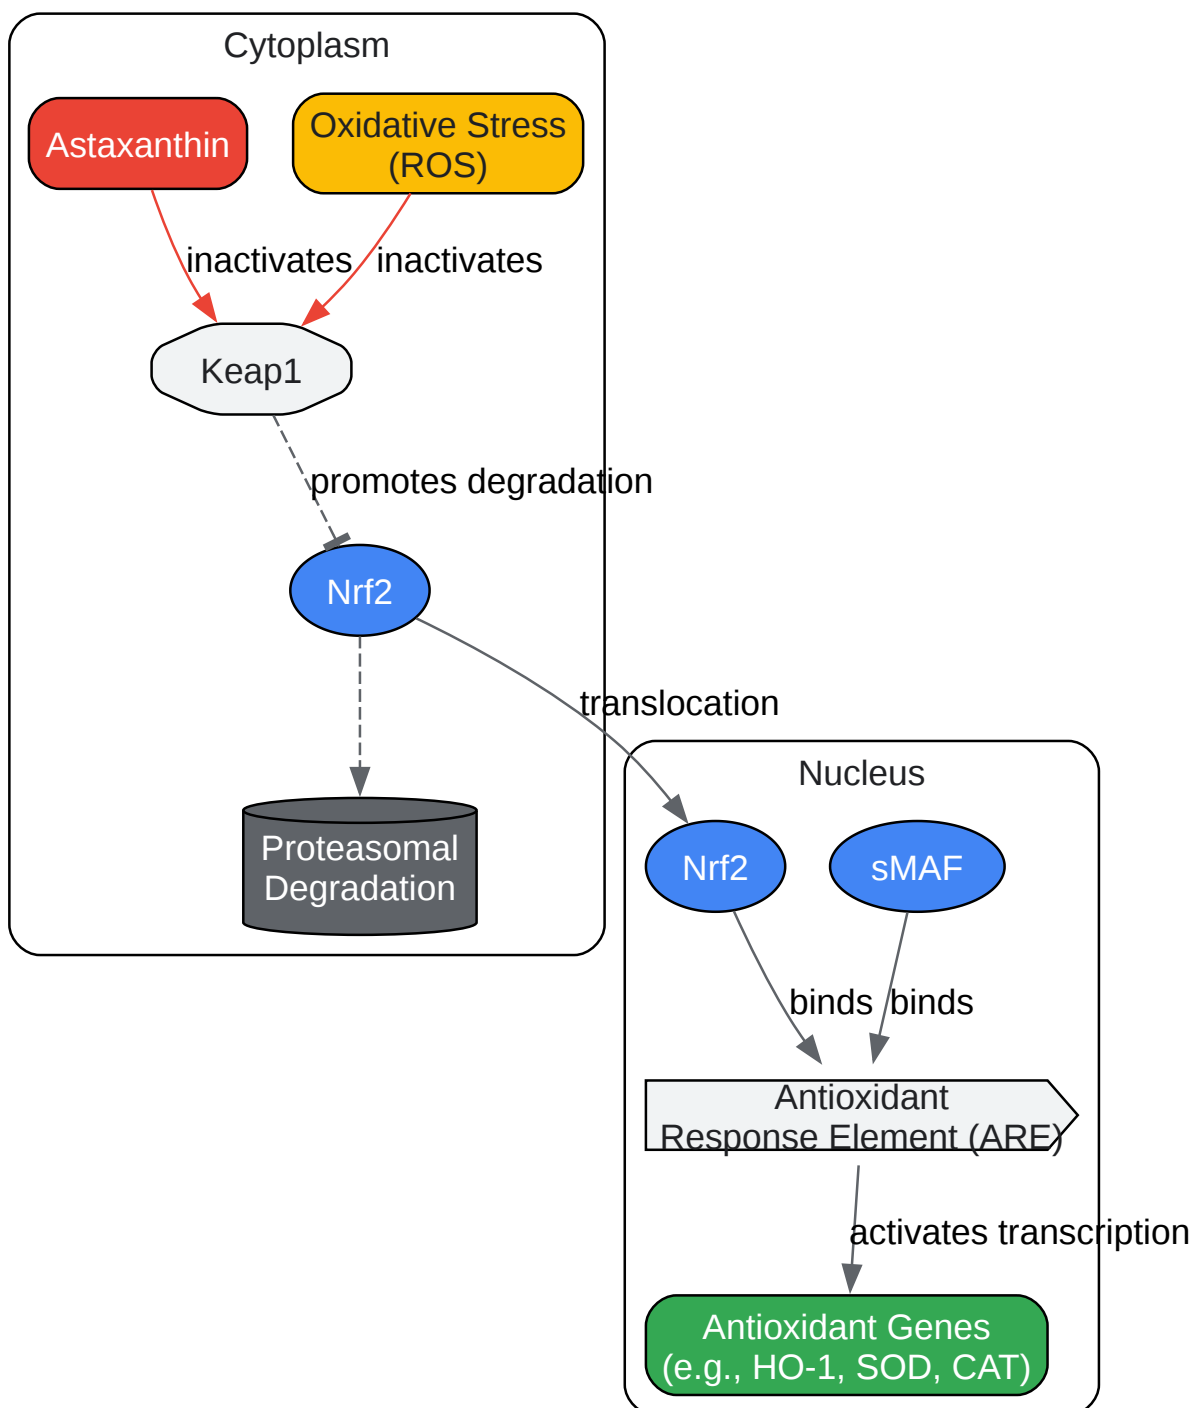 Cytoplasm
Astaxanthin
Oxidative Stress
(ROS)
inactivates
inactivates
Keap1
promotes degradation
Nrf2
translocation
Proteasomal
Degradation
Nucleus
Nrf2
sMAF
binds
binds
Antioxidant
Response Element (ARE)
activates transcription
Antioxidant Genes
(e.g., HO-1, SOD, CAT)